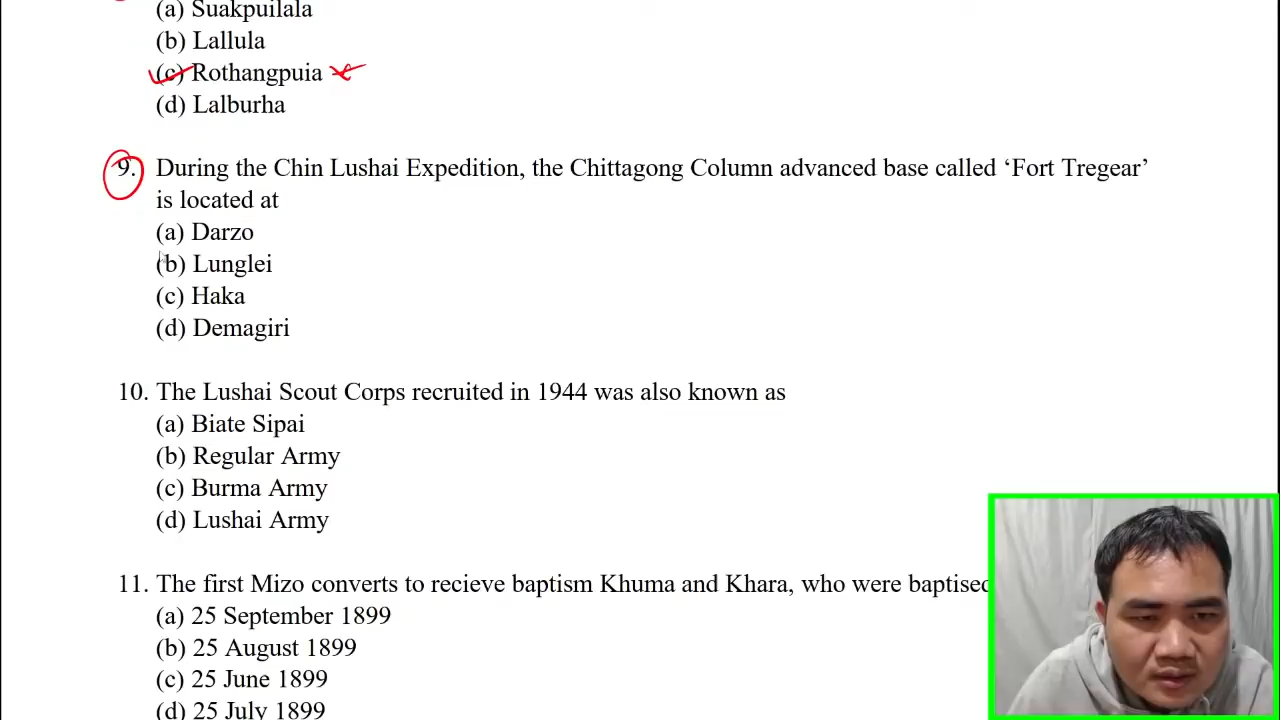 (a) Suakpuilala
(b) Lallula
(c) Rothangpuia
(d) Lalburha
9. During the Chin Lushai Expedition, the Chittagong Column advanced base called ‘Fort Tregear’
is located at
(a) Darzo
(b) Lunglei
(c) Haka
(d) Demagiri
10. The Lushai Scout Corps recruited in 1944 was also known as
(a) Biate Sipai
(b) Regular Army
(c) Burma Army
(d) Lushai Army
11. The first Mizo converts to recieve baptism Khuma and Khara, who were baptised
(a) 25 September 1899
(b) 25 August 1899
(c) 25 June 1899
(d) 25 July 1899